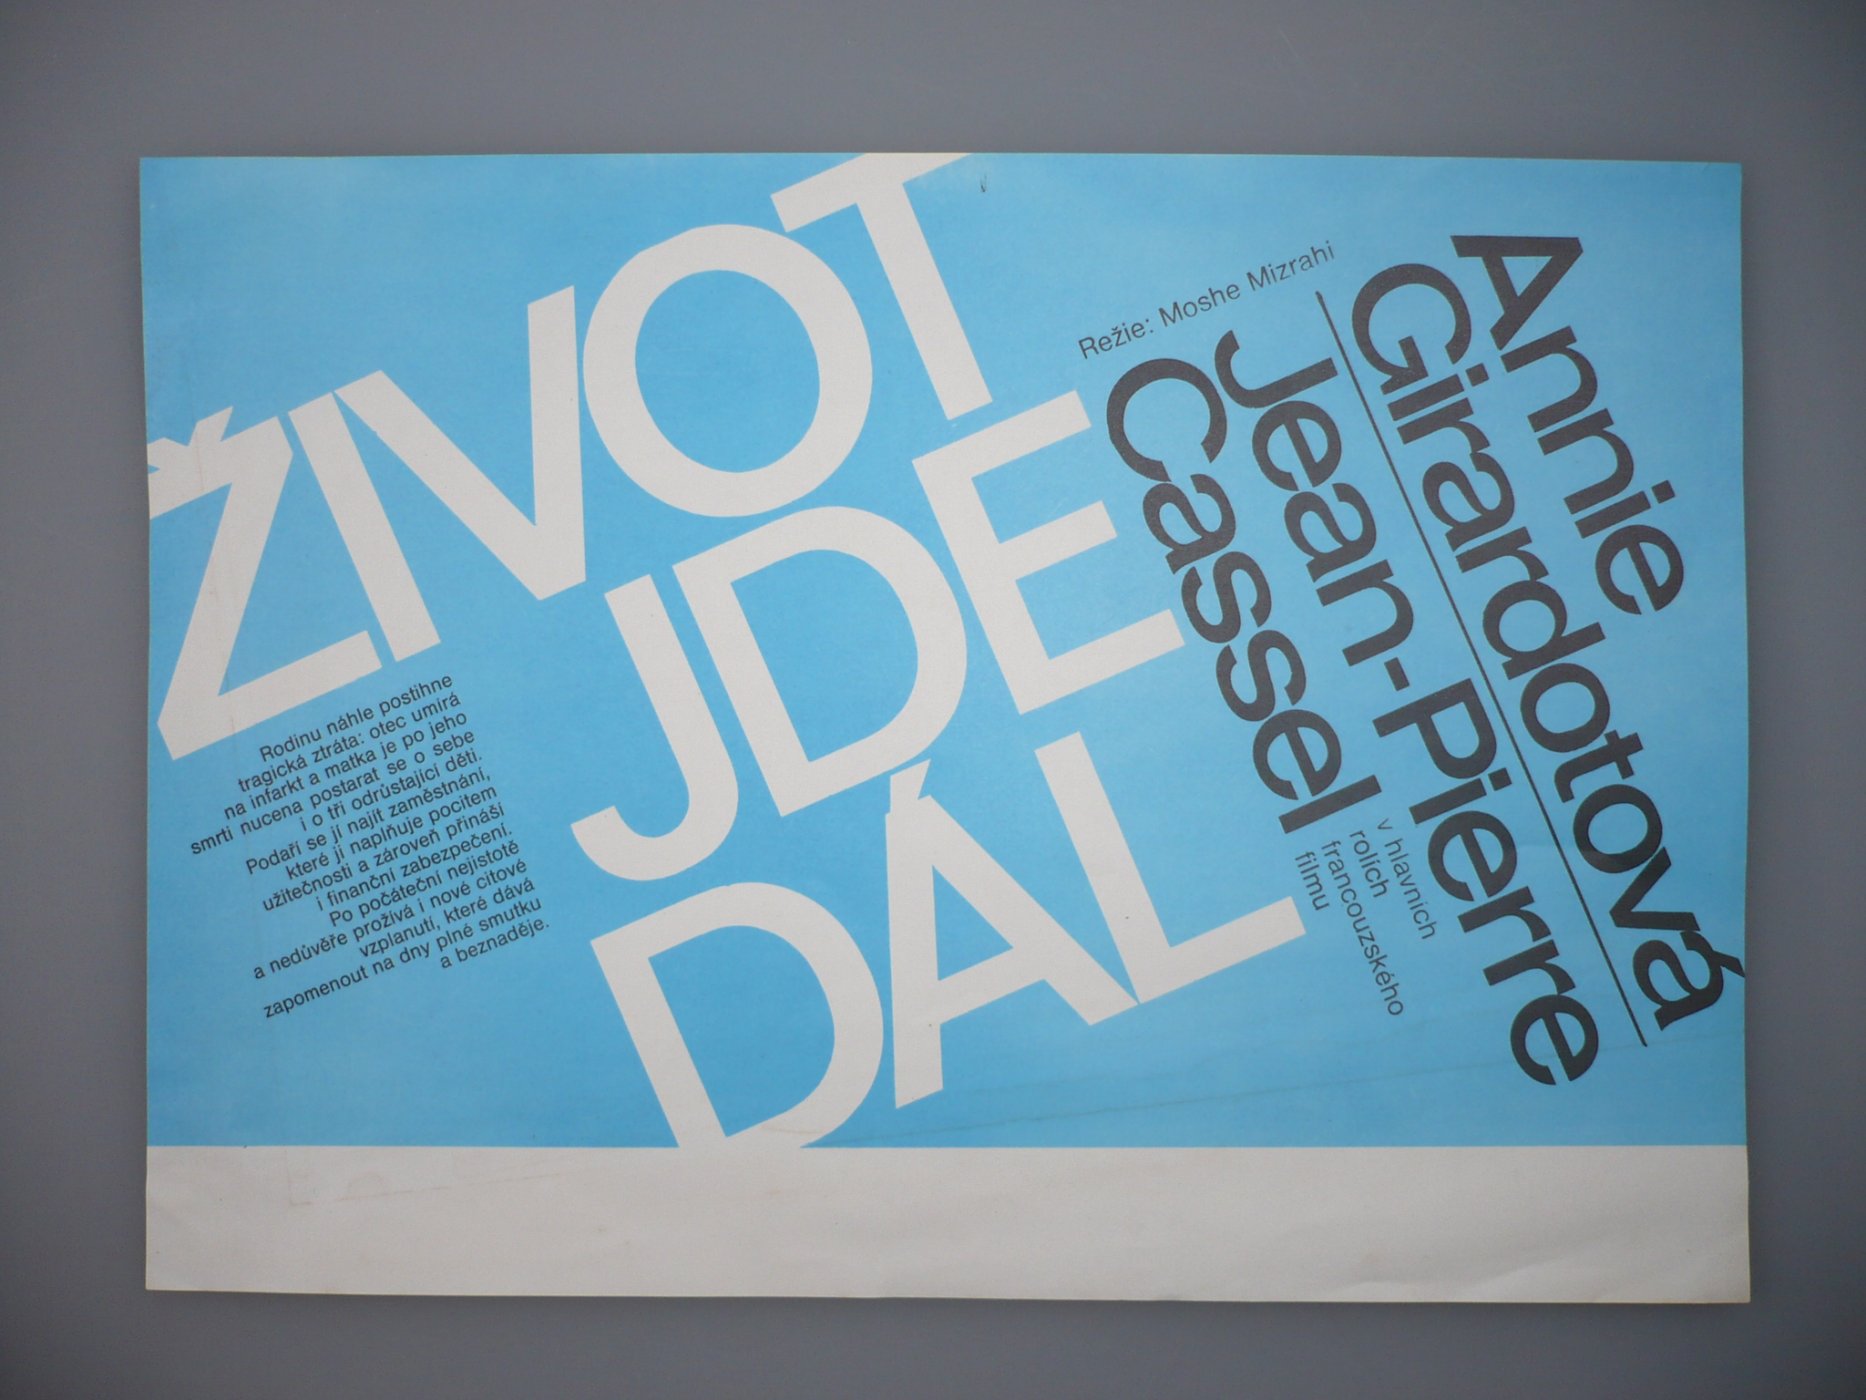 ŽIVOT
JDE
DÁL
Rodinu náhle postihne
tragická ztráta: otec umírá
na infarkt a matka je po jeho
smrti nucena postarat se o sebe
i o tři odrůstající děti.
Podaří se jí najít zaměstnání,
které ji naplňuje pocitem
užitečnosti a zároveň přináší
i finanční zabezpečení.
Po počáteční nejistotě
a nedůvěře prožívá i nové citové
vzplanutí, které dává
zapomenout na dny plné smutku
a beznaděje.
Režie: Moshe Mizrahi
Annie
Girardotová
Jean-Pierre
Cassel
v hlavních
rolích
francouzského
filmu